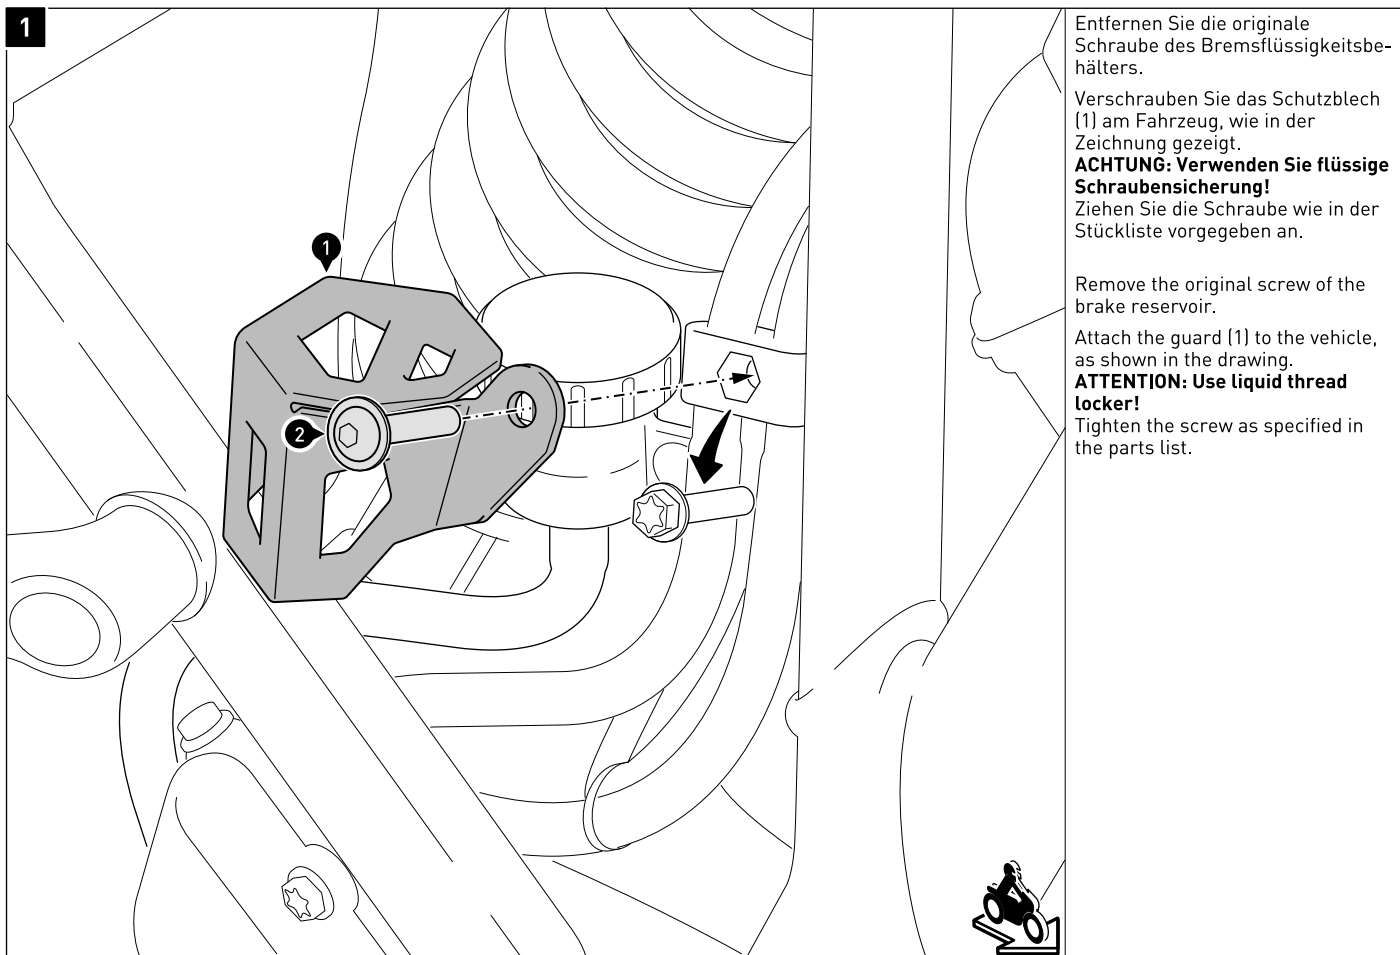 1
1
2
Entfernen Sie die originale
Schraube des Bremsflüssigkeitsbe-
hälters.
Verschrauben Sie das Schutzblech
(1) am Fahrzeug, wie in der
Zeichnung gezeigt.
ACHTUNG: Verwenden Sie flüssige
Schraubensicherung!
Ziehen Sie die Schraube wie in der
Stückliste vorgegeben an.
Remove the original screw of the
brake reservoir.
Attach the guard (1) to the vehicle,
as shown in the drawing.
ATTENTION: Use liquid thread
locker!
Tighten the screw as specified in
the parts list.